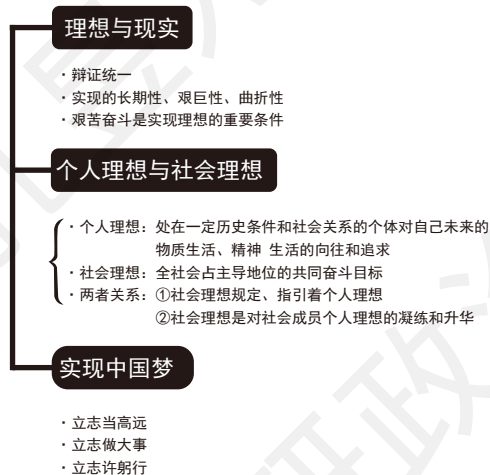 理想与现实
·辩证统一
·实现的长期性、艰巨性、曲折性
·艰苦奋斗是实现理想的重要条件
个人理想与社会理想
·个人理想：处在一定历史条件和社会关系的个体对自己未来的
物质生活、精神 生活的向往和追求
·社会理想：全社会占主导地位的共同奋斗目标
·两者关系：①社会理想规定、指引着个人理想
②社会理想是对社会成员个人理想的凝练和升华
实现中国梦
·立志当高远
·立志做大事
·立志许躬行